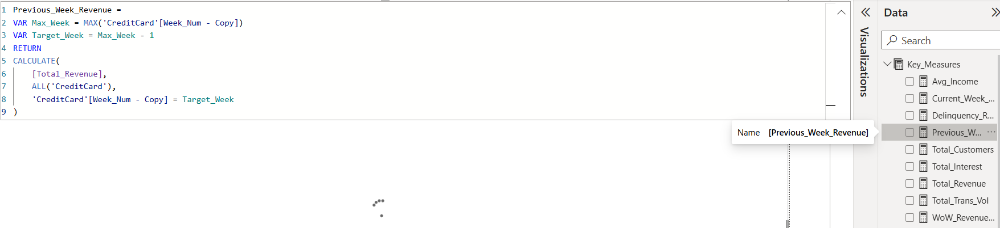 1 Previous_Week_Revenue =
2 VAR Max_Week = MAX('CreditCard'[Week_Num - Copy])
3 VAR Target_Week = Max_Week - 1
4 RETURN
5 CALCULATE(
6 [Total_Revenue],
7 ALL('CreditCard'),
8 'CreditCard'[Week_Num - Copy] = Target_Week
9 )
Name [Previous_Week_Revenue]
Visualizations
Data
Search
Key_Measures
Avg_Income
Current_Week_...
Delinquency_R...
Previous_W...
Total_Customers
Total_Interest
Total_Revenue
Total_Trans_Vol
WoW_Revenue...